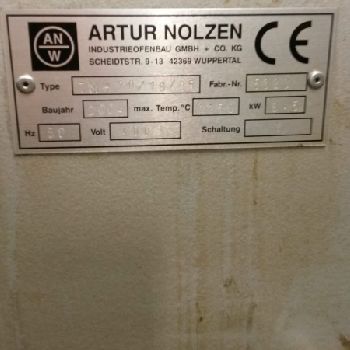 AN
W
ARTUR NOLZEN
INDUSTRIEOFENBAU GMBH + CO. KG
SCHEIDTSTR. 9-13 42369 WUPPERTAL
CE
Type Fabr.-Nr.
Baujahr max. Temp.°C kW
Hz 50 Volt Schaltung